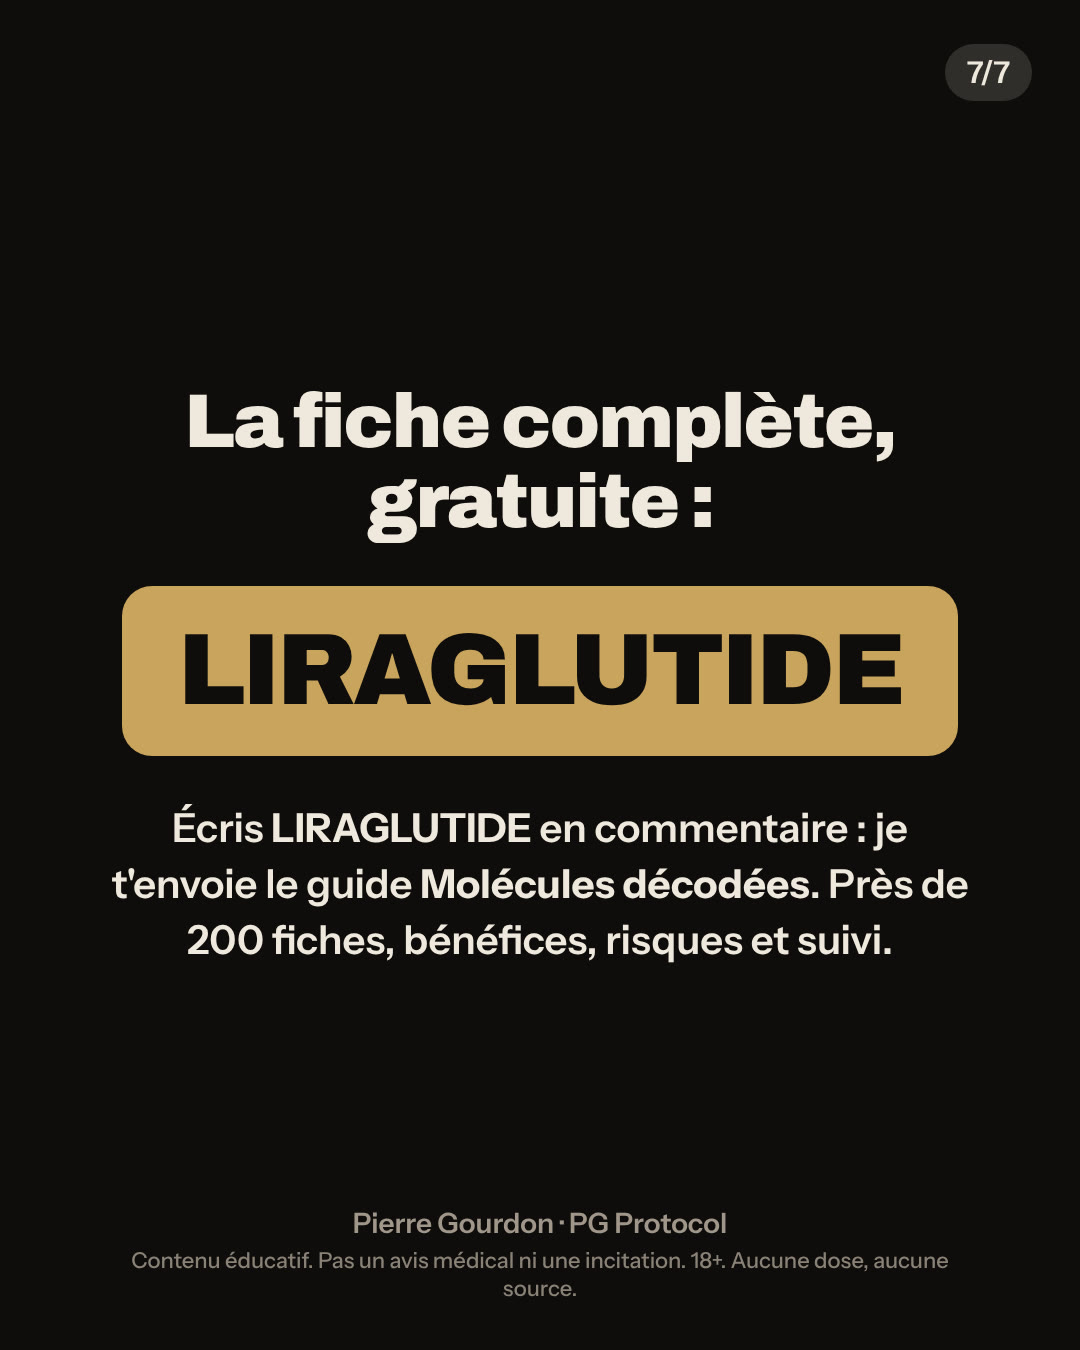 7/7
La fiche complète,
gratuite :
LIRAGLUTIDE
Écris LIRAGLUTIDE en commentaire : je
t'envoie le guide Molécules décodées. Près de
200 fiches, bénéfices, risques et suivi.
Pierre Gourdon · PG Protocol
Contenu éducatif. Pas un avis médical ni une incitation. 18+. Aucune dose, aucune
source.